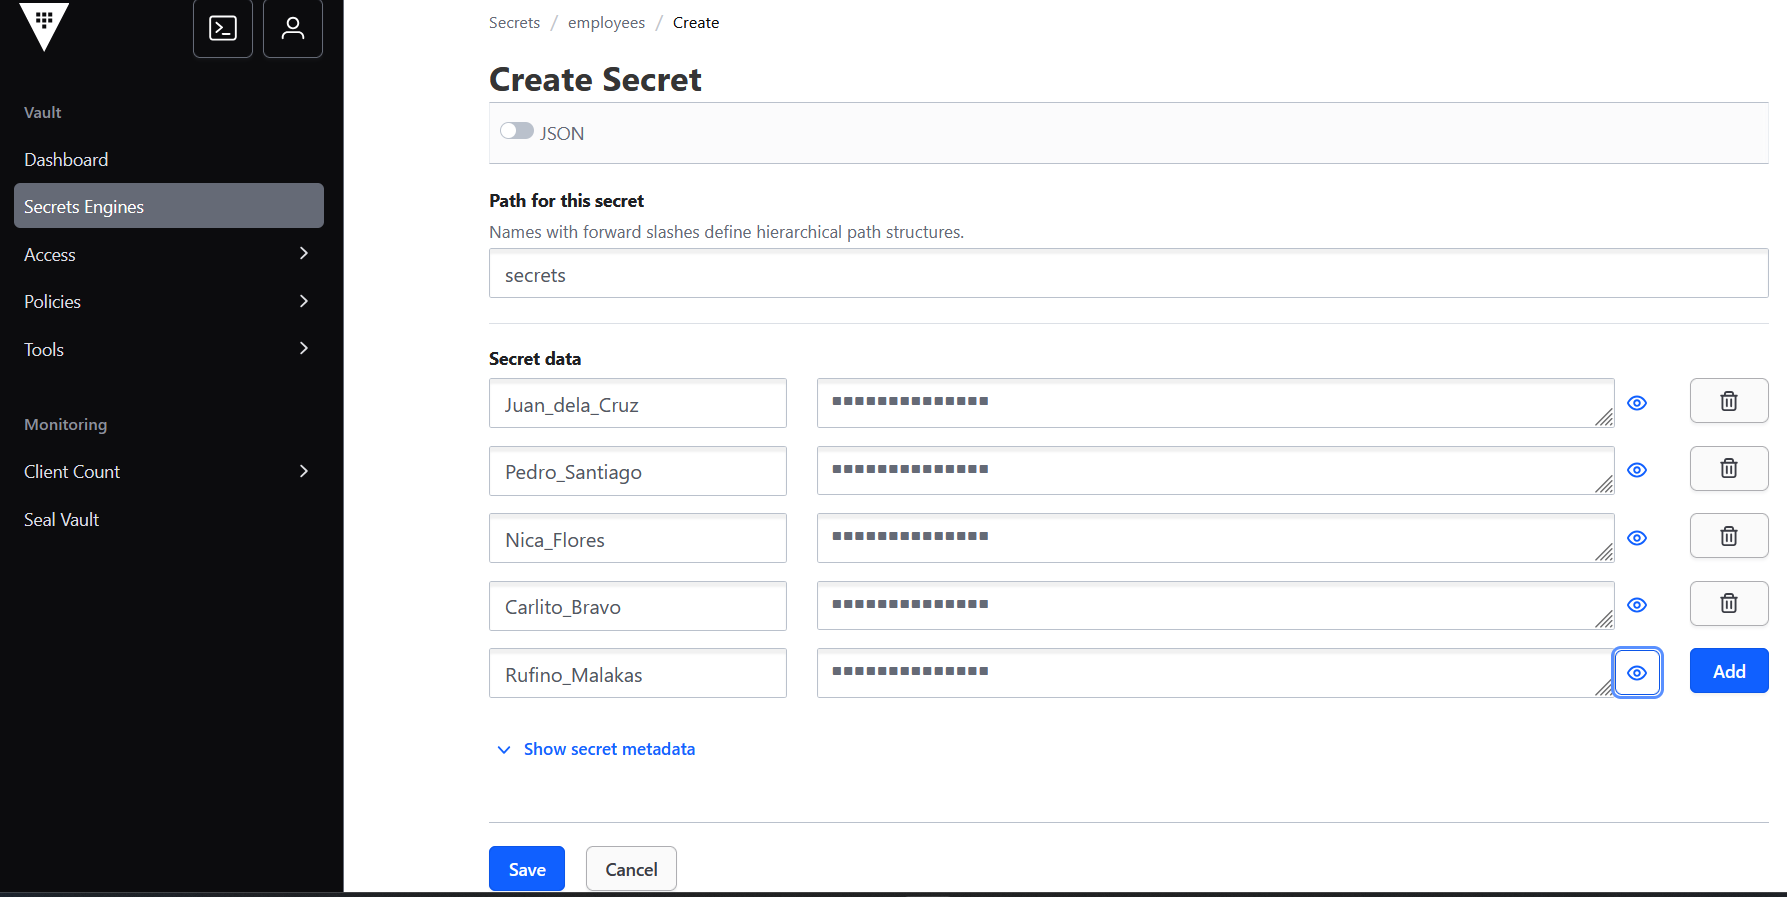 Secrets / employees / Create
Create Secret
JSON
Path for this secret
Names with forward slashes define hierarchical path structures.
secrets
Secret data
Juan_dela_Cruz
Pedro_Santiago
Nica_Flores
Carlito_Bravo
Rufino_Malakas
Add
Show secret metadata
Save
Cancel
Vault
Dashboard
Secrets Engines
Access
Policies
Tools
Monitoring
Client Count
Seal Vault